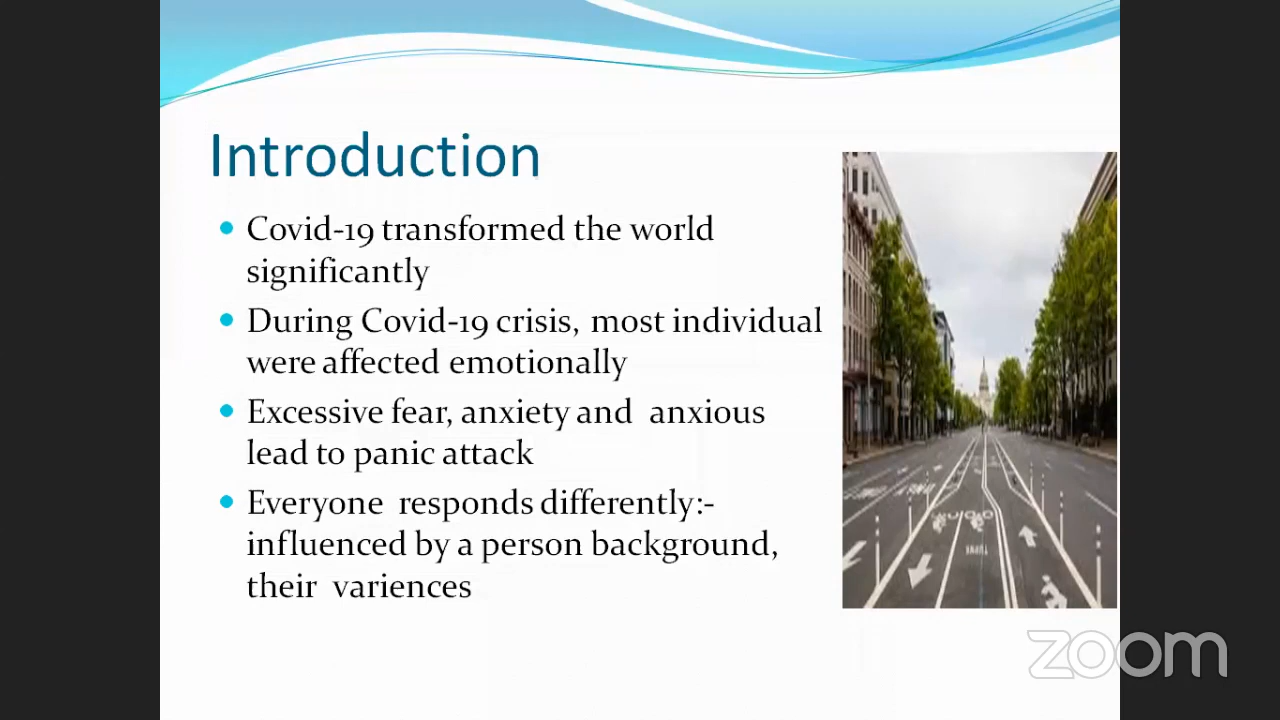 Introduction
Covid-19 transformed the world
significantly
During Covid-19 crisis, most individual
were affected emotionally
Excessive fear, anxiety and anxious
lead to panic attack
Everyone responds differently:-
influenced by a person background,
their variences
zoom